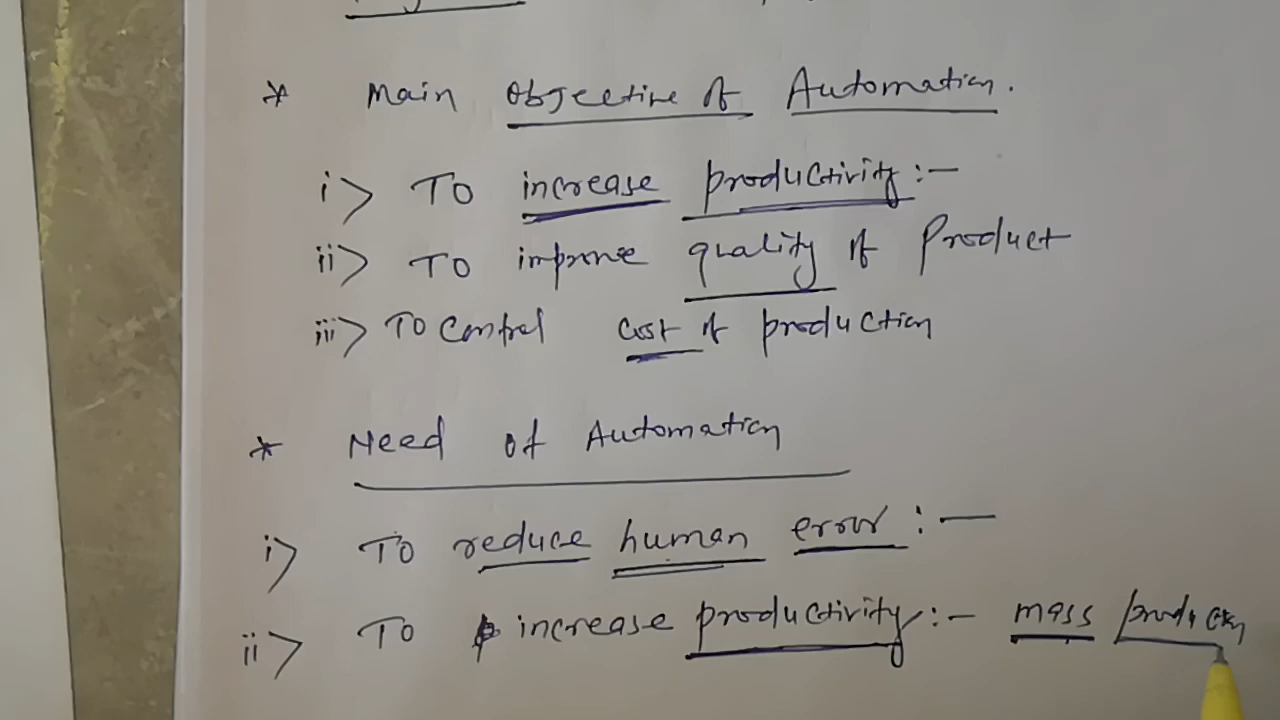 * Main Objective of Automation.
i> To increase productivity :-
ii> To improve quality of Product
iii> To Control cost of production
* Need of Automation
i> To reduce human error :-
ii> To increase productivity :- mass production